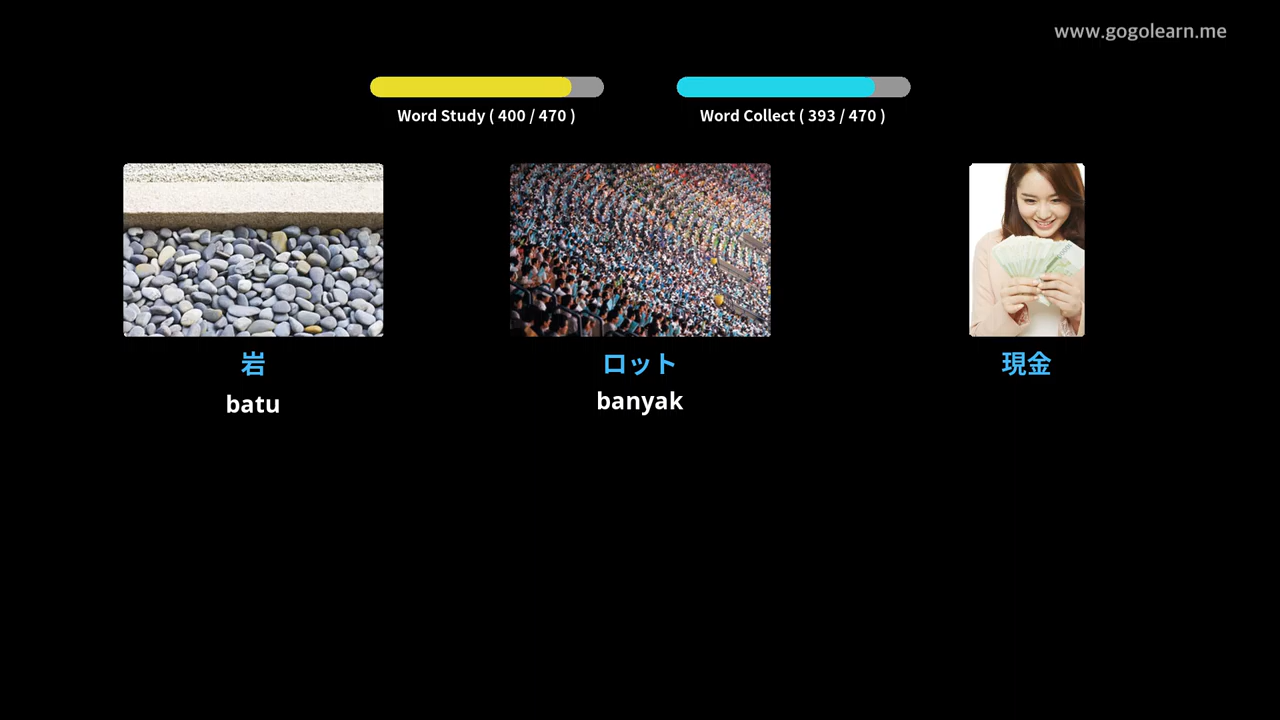 www.gogolearn.me
Word Study ( 400 / 470 )
Word Collect ( 393 / 470 )
岩
ロット
現金
batu
banyak